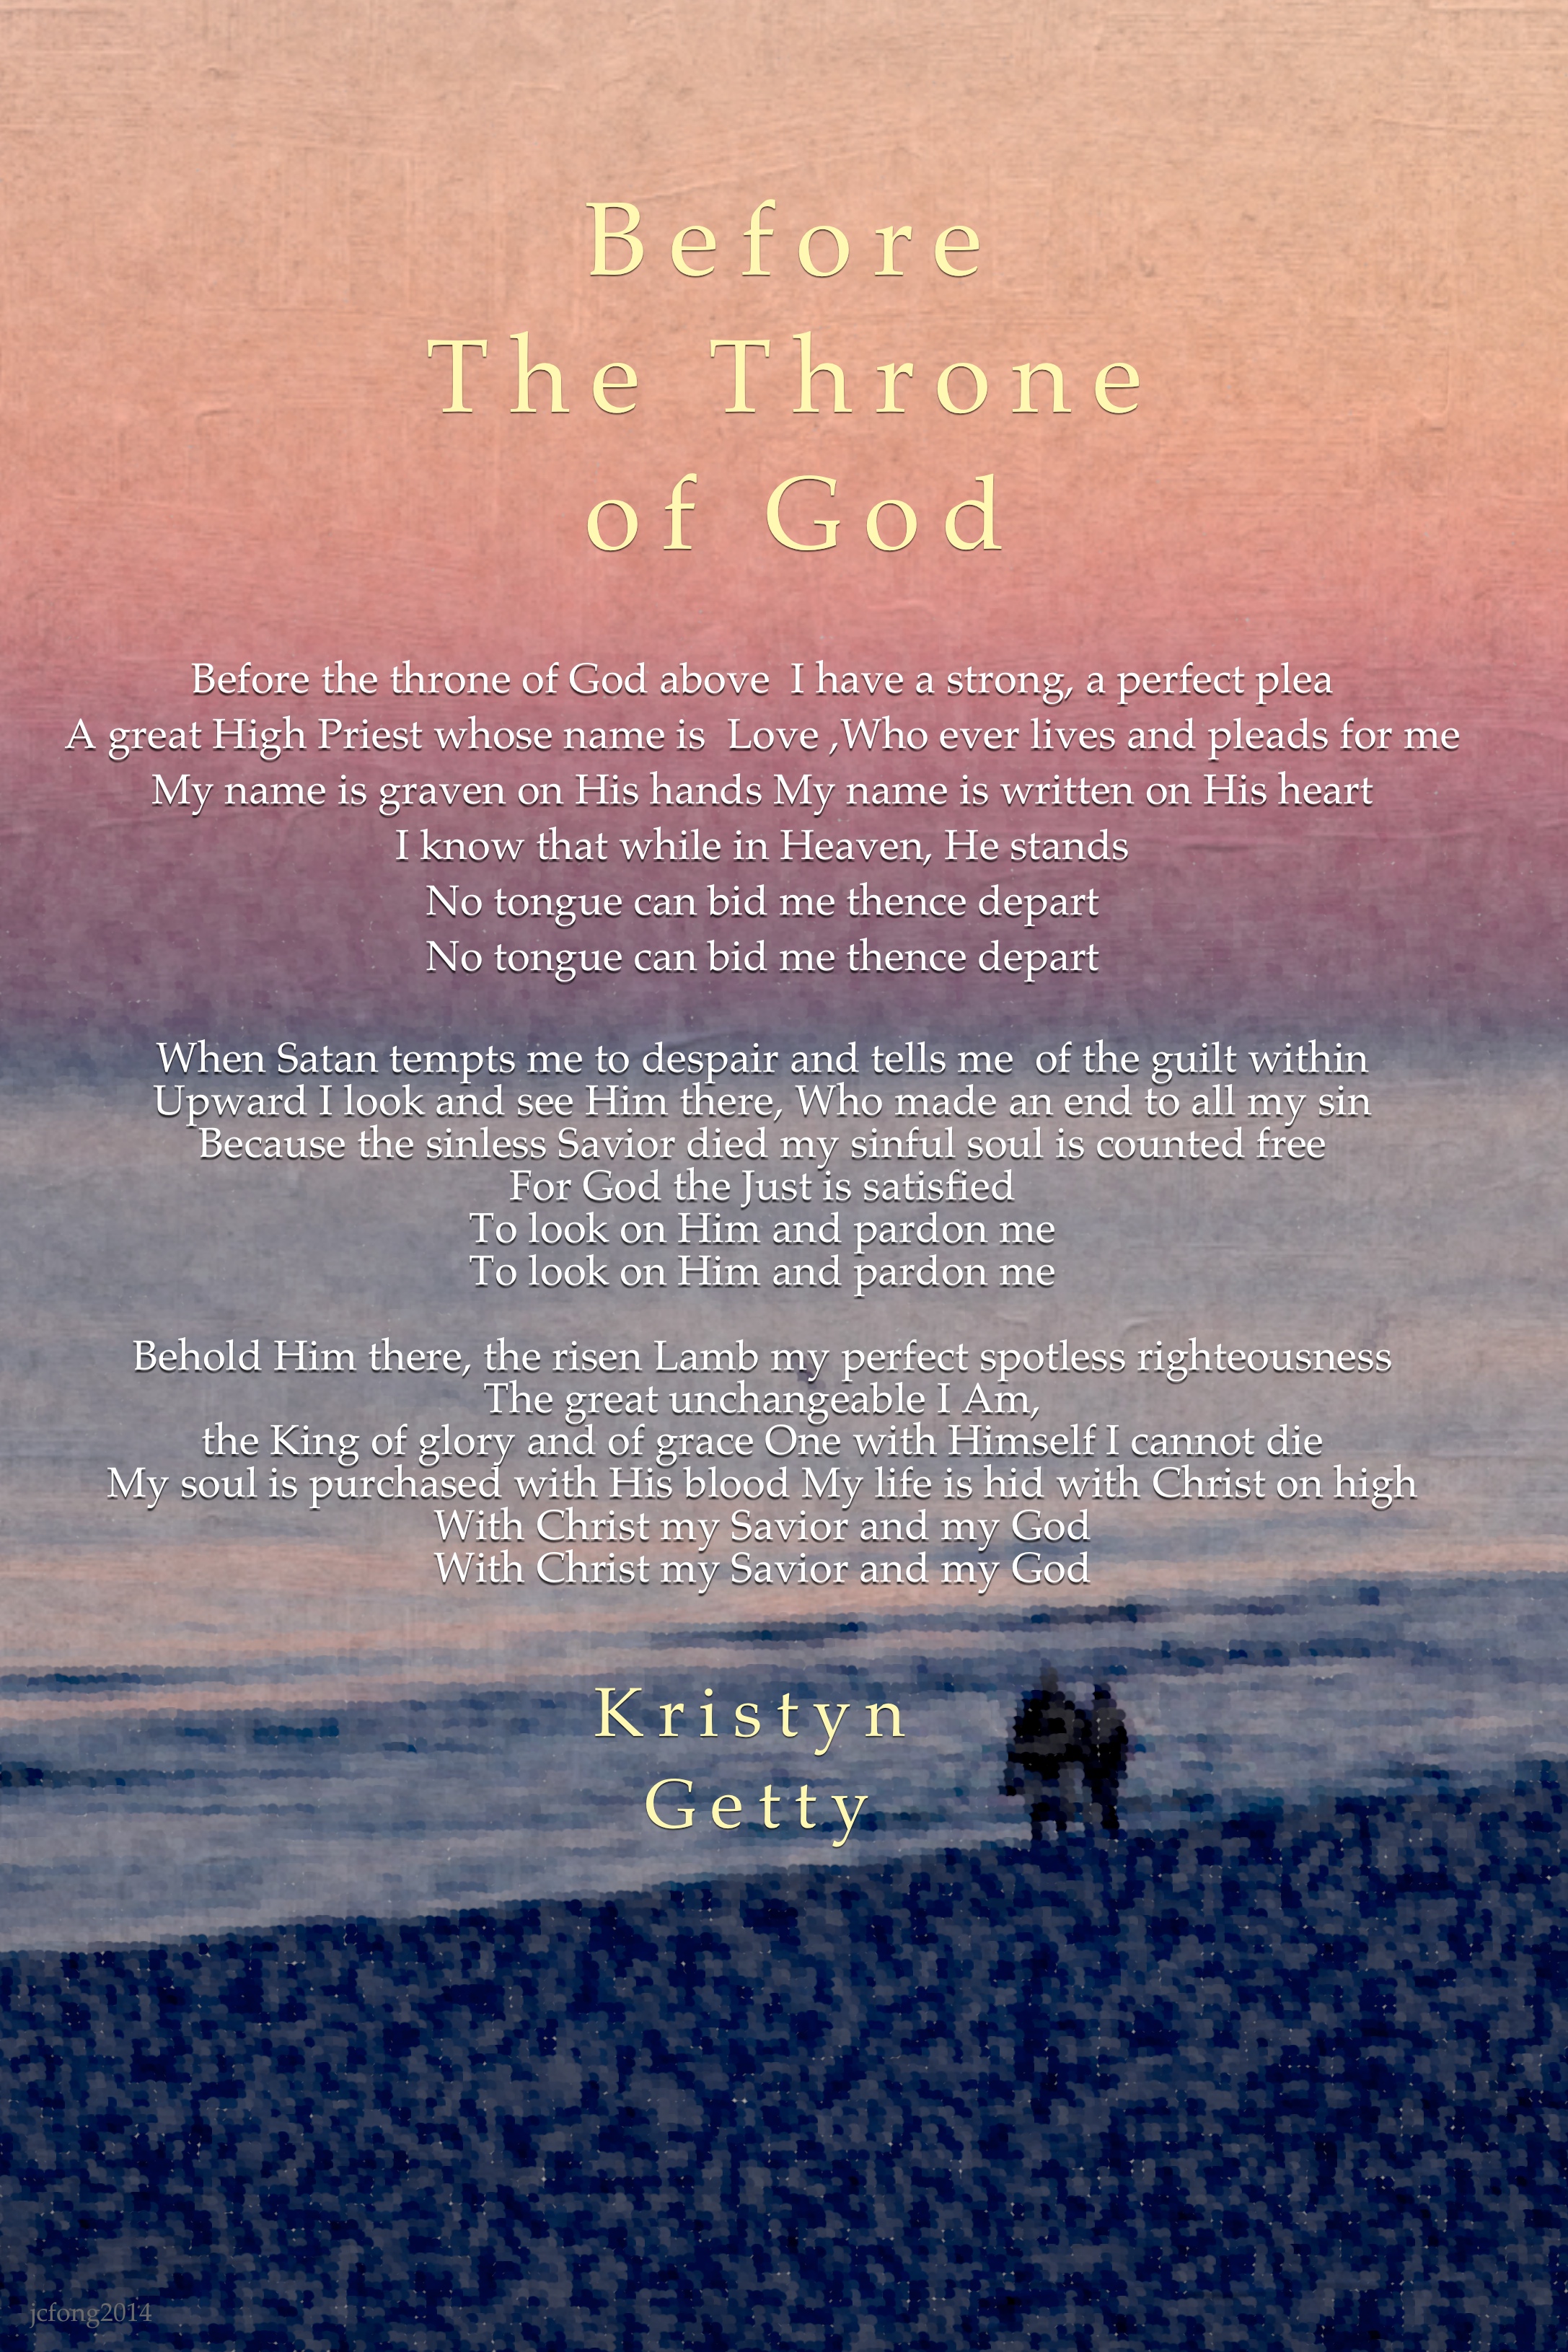 Before
The Throne
of God
Before the throne of God above  I have a strong, a perfect plea
A great High Priest whose name is  Love ,Who ever lives and pleads for me
My name is graven on His hands My name is written on His heart
I know that while in Heaven, He stands
No tongue can bid me thence depart
No tongue can bid me thence depart
When Satan tempts me to despair and tells me  of the guilt within
Upward I look and see Him there, Who made an end to all my sin
Because the sinless Savior died my sinful soul is counted free
For God the Just is satisfied
To look on Him and pardon me
To look on Him and pardon me
Behold Him there, the risen Lamb my perfect spotless righteousness
The great unchangeable I Am,
the King of glory and of grace One with Himself I cannot die
My soul is purchased with His blood My life is hid with Christ on high
With Christ my Savior and my God
With Christ my Savior and my God
Kristyn
Getty
jcfong2014